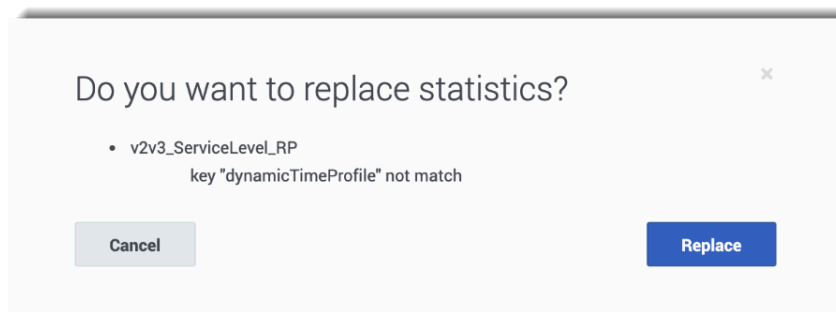 Do you want to replace statistics?
×
• v2v3_ServiceLevel_RP
key "dynamicTimeProfile" not match
Cancel
Replace